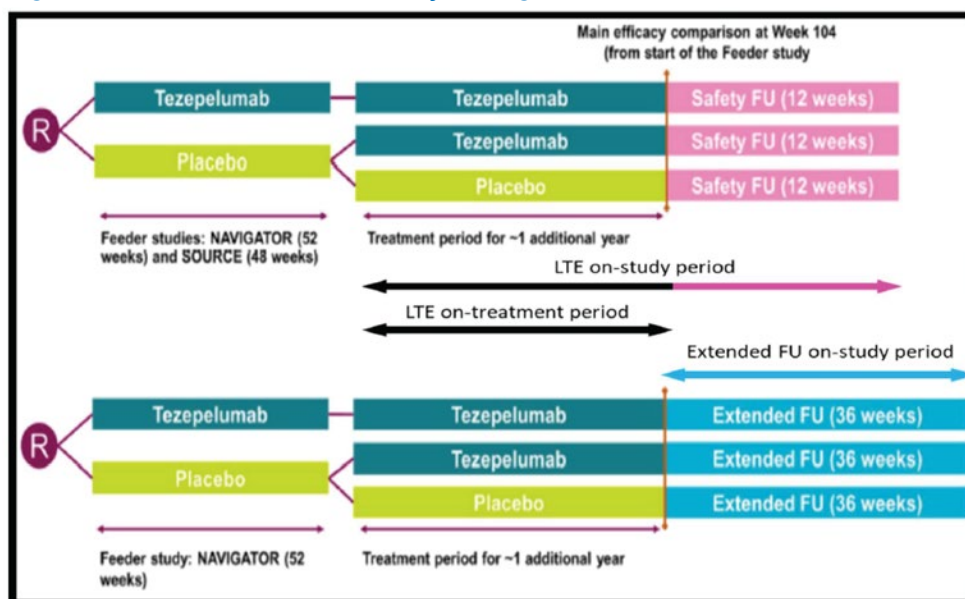 Main efficacy comparison at Week 104
(from start of the Feeder study
R
Tezepelumab
Tezepelumab
Safety FU (12 weeks)
Tezepelumab
Safety FU (12 weeks)
Placebo
Placebo
Safety FU (12 weeks)
Feeder studies: NAVIGATOR (52
weeks) and SOURCE (48 weeks)
Treatment period for ~1 additional year
LTE on-study period
LTE on-treatment period
Extended FU on-study period
R
Tezepelumab
Tezepelumab
Extended FU (36 weeks)
Tezepelumab
Extended FU (36 weeks)
Placebo
Placebo
Extended FU (36 weeks)
Feeder study: NAVIGATOR (52
weeks)
Treatment period for ~1 additional year